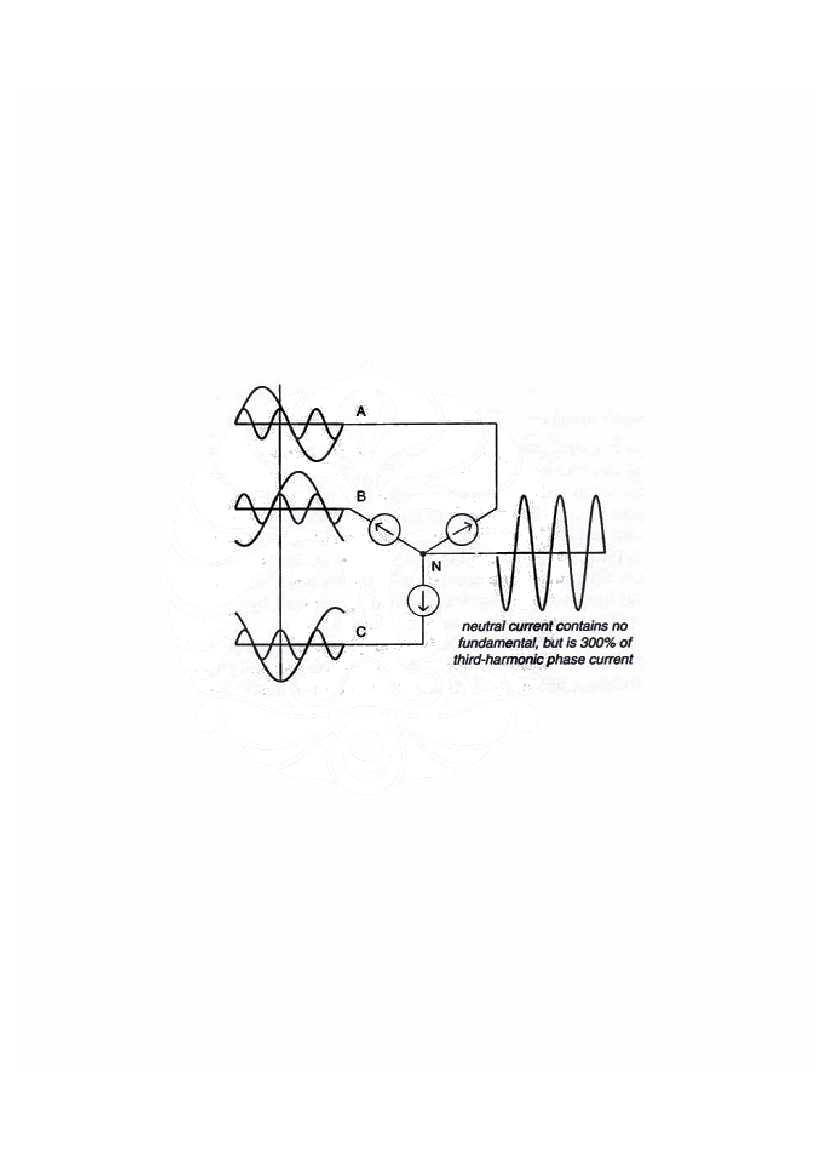 A
B
N
C
neutral current contains no
fundamental, but is 300% of
third-harmonic phase current